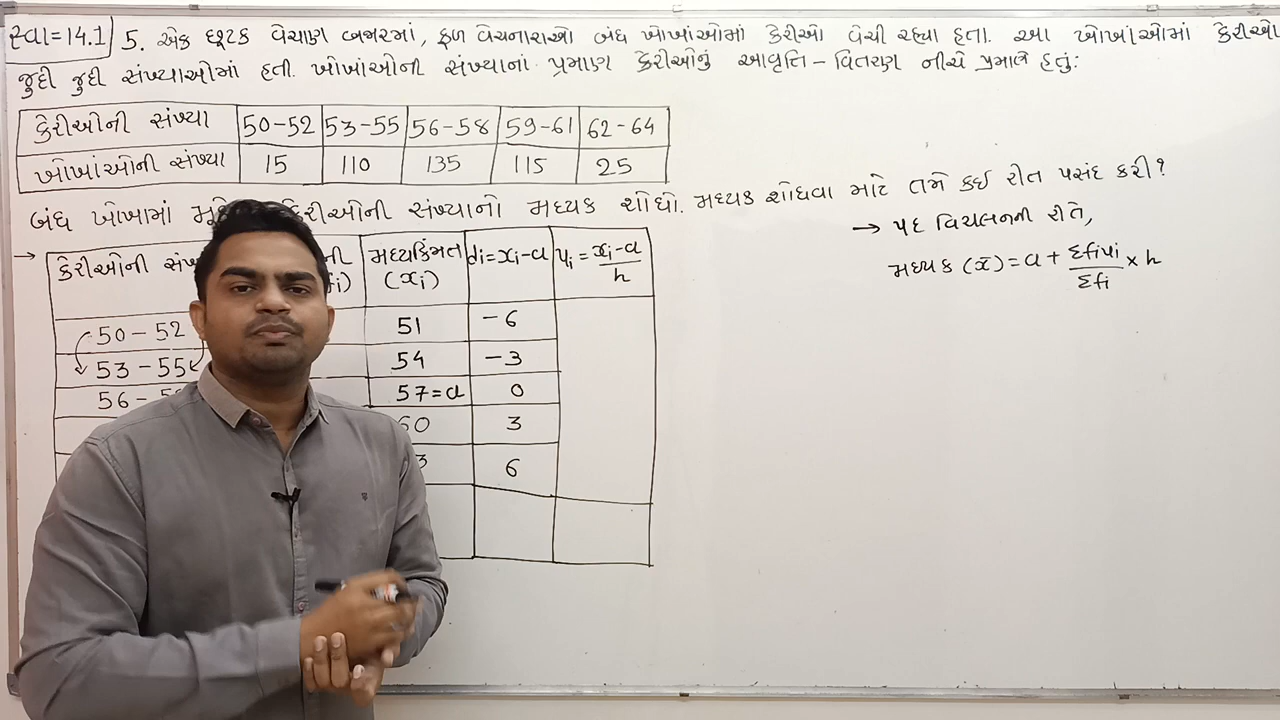 સ્વા=14.1 5. એક છૂટક વેચાણ બજારમાં, ફળ વેચનારાઓ બંધ ખોખાંઓમાં કેરીઓ વેચી રહ્યા હતા. આ ખોખાંઓમાં કેરીઓ
જુદી જુદી સંખ્યાઓમાં હતી. ખોખાંઓની સંખ્યાનાં પ્રમાણે કેરીઓનું આવૃત્તિ-વિતરણ નીચે પ્રમાણે હતું:
કેરીઓની સંખ્યા 50-52 53-55 56-58 59-61 62-64
ખોખાંઓની સંખ્યા 15 110 135 115 25
બંધ ખોખામાં કેરીઓની સંખ્યાનો મધ્યક શોધો. મધ્યક શોધવા માટે તમે કઈ રીત પસંદ કરી?
→ પદ વિચલનની રીતે,
મધ્યક (x̄) = a + Σfiui/Σfi × h
→ કેરીઓની મધ્યકિંમત (xi) di=xi-a ui=xi-a/h
50-52 51 -6
53-55 54 -3
56- 57=a 0
60 3
3 6